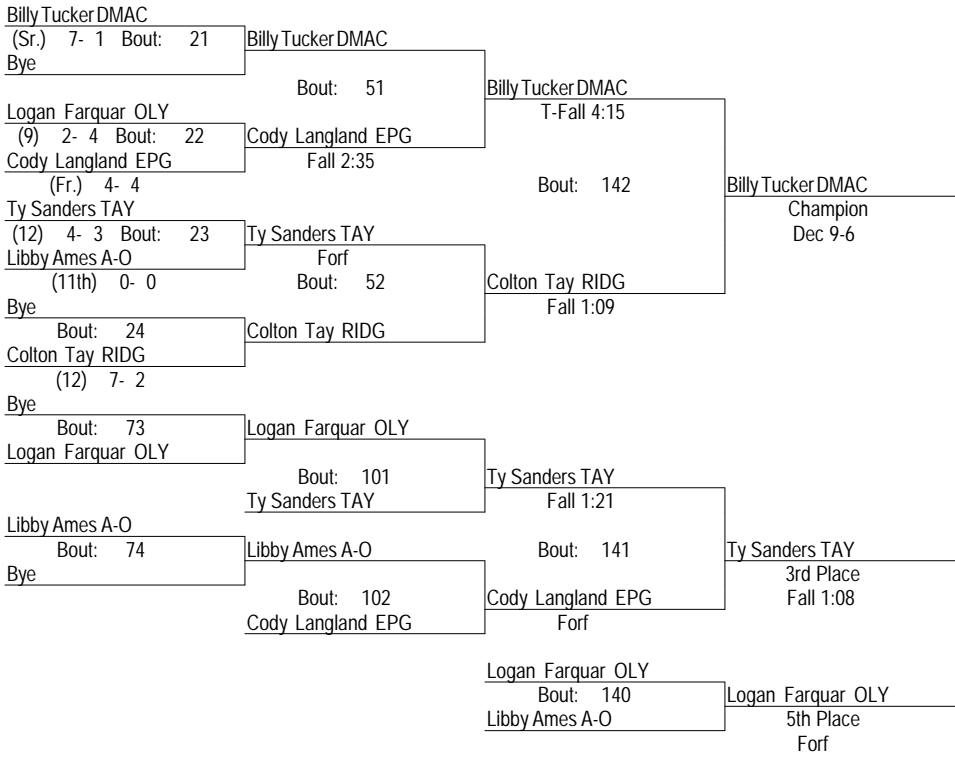 Billy Tucker DMAC
(Sr.) 7- 1 Bout: 21 Billy Tucker DMAC
Bye
Bout: 51 Billy Tucker DMAC
Logan Farquar OLY T-Fall 4:15
(9) 2- 4 Bout: 22 Cody Langland EPG
Cody Langland EPG Fall 2:35
(Fr.) 4- 4 Bout: 142 Billy Tucker DMAC
Ty Sanders TAY Champion
(12) 4- 3 Bout: 23 Ty Sanders TAY Dec 9-6
Libby Ames A-O Forf
(11th) 0- 0 Bout: 52 Colton Tay RIDG
Bye Fall 1:09
Bout: 24 Colton Tay RIDG
Colton Tay RIDG
(12) 7- 2
Bye
Bout: 73 Logan Farquar OLY
Logan Farquar OLY
Bout: 101 Ty Sanders TAY
Ty Sanders TAY Fall 1:21
Libby Ames A-O
Bout: 74 Libby Ames A-O Bout: 141 Ty Sanders TAY
Bye 3rd Place
Bout: 102 Cody Langland EPG Fall 1:08
Cody Langland EPG Forf
Logan Farquar OLY
Bout: 140 Logan Farquar OLY
Libby Ames A-O 5th Place
Forf